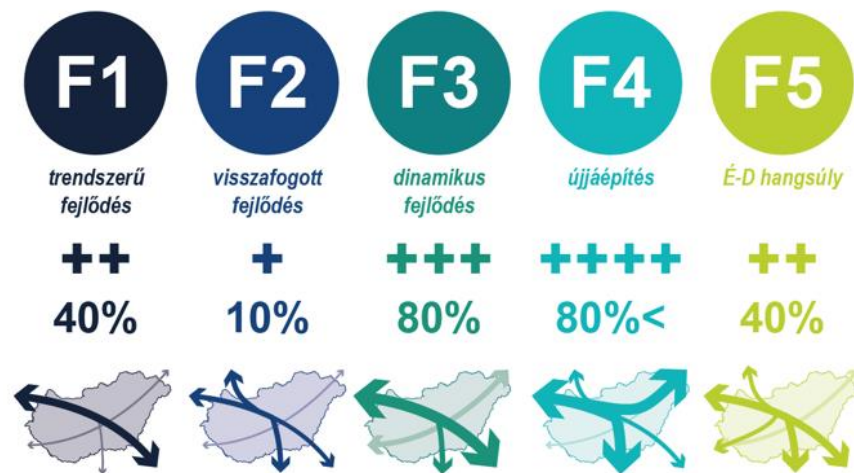 F1 F2 F3 F4 F5
trendszerű visszafogott dinamikus újjáépítés É-D hangsúly
fejlődés fejlődés fejlődés
++ + +++ ++++ ++
40% 10% 80% 80%< 40%